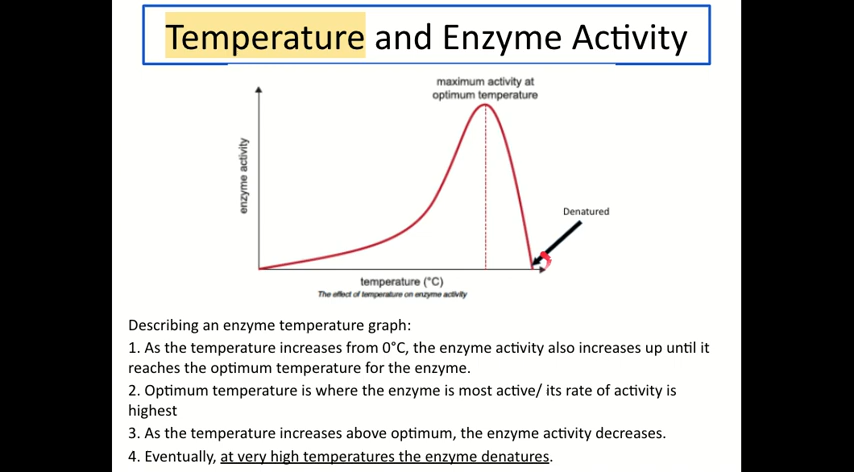 Temperature and Enzyme Activity
maximum activity at
optimum temperature
enzyme activity
Denatured
temperature (°C)
The effect of temperature on enzyme activity
Describing an enzyme temperature graph:
1. As the temperature increases from 0°C, the enzyme activity also increases up until it
reaches the optimum temperature for the enzyme.
2. Optimum temperature is where the enzyme is most active/ its rate of activity is
highest
3. As the temperature increases above optimum, the enzyme activity decreases.
4. Eventually, at very high temperatures the enzyme denatures.